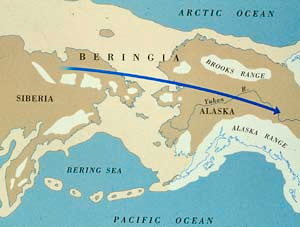 ARCTIC OCEAN
BERINGIA
BROOKS RANGE
SIBERIA
Yukon R.
ALASKA
ALASKA RANGE
BERING SEA
PACIFIC OCEAN